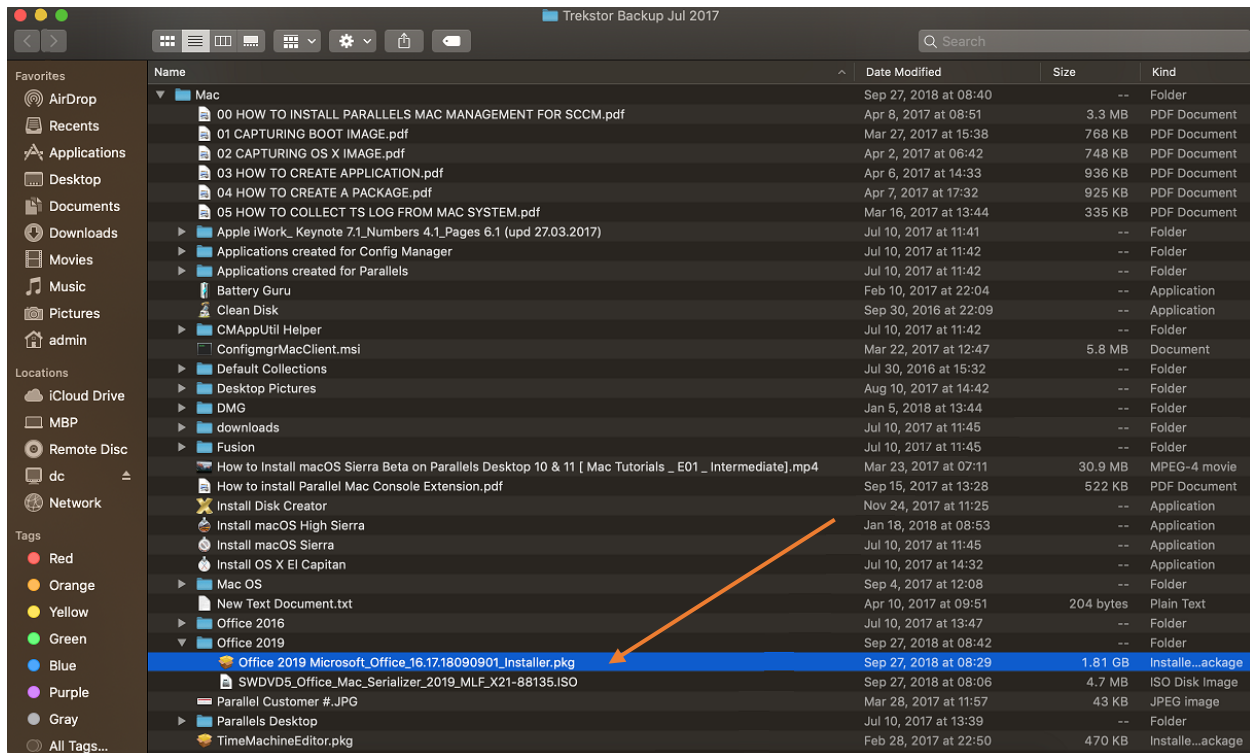 Trekstor Backup Jul 2017
Search
Favorites
AirDrop
Recents
Applications
Desktop
Documents
Downloads
Movies
Music
Pictures
admin
Locations
iCloud Drive
MBP
Remote Disc
dc
Network
Tags
Red
Orange
Yellow
Green
Blue
Purple
Gray
All Tags...
Name Date Modified Size Kind
Mac Sep 27, 2018 at 08:40 -- Folder
00 HOW TO INSTALL PARALLELS MAC MANAGEMENT FOR SCCM.pdf Apr 8, 2017 at 08:51 3.3 MB PDF Document
01 CAPTURING BOOT IMAGE.pdf Mar 27, 2017 at 15:38 768 KB PDF Document
02 CAPTURING OS X IMAGE.pdf Apr 2, 2017 at 06:42 748 KB PDF Document
03 HOW TO CREATE APPLICATION.pdf Apr 6, 2017 at 14:33 936 KB PDF Document
04 HOW TO CREATE A PACKAGE.pdf Apr 7, 2017 at 17:32 925 KB PDF Document
05 HOW TO COLLECT TS LOG FROM MAC SYSTEM.pdf Mar 16, 2017 at 13:44 335 KB PDF Document
Apple iWork_ Keynote 7.1_Numbers 4.1_Pages 6.1 (upd 27.03.2017) Jul 10, 2017 at 11:41 -- Folder
Applications created for Config Manager Jul 10, 2017 at 11:42 -- Folder
Applications created for Parallels Jul 10, 2017 at 11:42 -- Folder
Battery Guru Feb 10, 2017 at 22:04 -- Application
Clean Disk Sep 30, 2016 at 22:09 -- Application
CMAppUtil Helper Jul 10, 2017 at 11:42 -- Folder
ConfigmgrMacClient.msi Mar 22, 2017 at 12:47 5.8 MB Document
Default Collections Jul 30, 2016 at 15:32 -- Folder
Desktop Pictures Aug 10, 2017 at 14:42 -- Folder
DMG Jan 5, 2018 at 13:44 -- Folder
downloads Jul 10, 2017 at 11:45 -- Folder
Fusion Jul 10, 2017 at 11:45 -- Folder
How to Install macOS Sierra Beta on Parallels Desktop 10 & 11 [ Mac Tutorials _ E01 _ Intermediate].mp4 Mar 23, 2017 at 07:11 30.9 MB MPEG-4 movie
How to install Parallel Mac Console Extension.pdf Sep 15, 2017 at 13:28 522 KB PDF Document
Install Disk Creator Nov 24, 2017 at 11:25 -- Application
Install macOS High Sierra Jan 18, 2018 at 08:53 -- Application
Install macOS Sierra Jul 10, 2017 at 11:45 -- Application
Install OS X El Capitan Jul 10, 2017 at 14:32 -- Application
Mac OS Sep 4, 2017 at 12:08 -- Folder
New Text Document.txt Apr 10, 2017 at 09:51 204 bytes Plain Text
Office 2016 Jul 10, 2017 at 13:47 -- Folder
Office 2019 Sep 27, 2018 at 08:42 -- Folder
Office 2019 Microsoft_Office_16.17.18090901_Installer.pkg Sep 27, 2018 at 08:29 1.81 GB Installe...ackage
SWDVD5_Office_Mac_Serializer_2019_MLF_X21-88135.ISO Sep 27, 2018 at 08:06 4.7 MB ISO Disk Image
Parallel Customer #.JPG Mar 28, 2017 at 11:57 43 KB JPEG image
Parallels Desktop Jul 10, 2017 at 13:39 -- Folder
TimeMachineEditor.pkg Feb 28, 2017 at 22:50 470 KB Installe...ackage